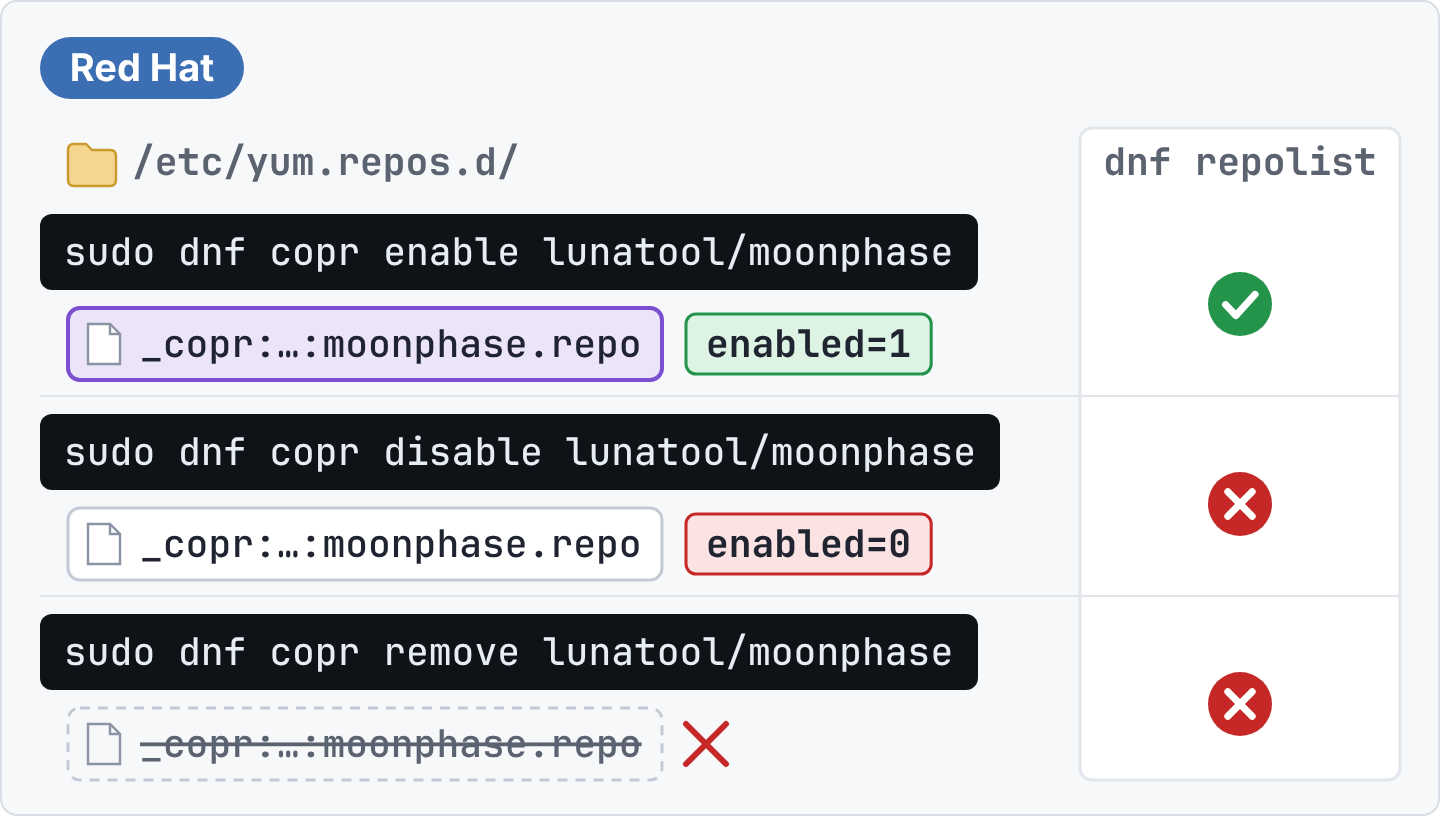 Red Hat
/etc/yum.repos.d/
dnf repolist
sudo dnf copr enable lunatool/moonphase
_copr:…:moonphase.repo
enabled=1
sudo dnf copr disable lunatool/moonphase
_copr:…:moonphase.repo
enabled=0
sudo dnf copr remove lunatool/moonphase
_copr:…:moonphase.repo